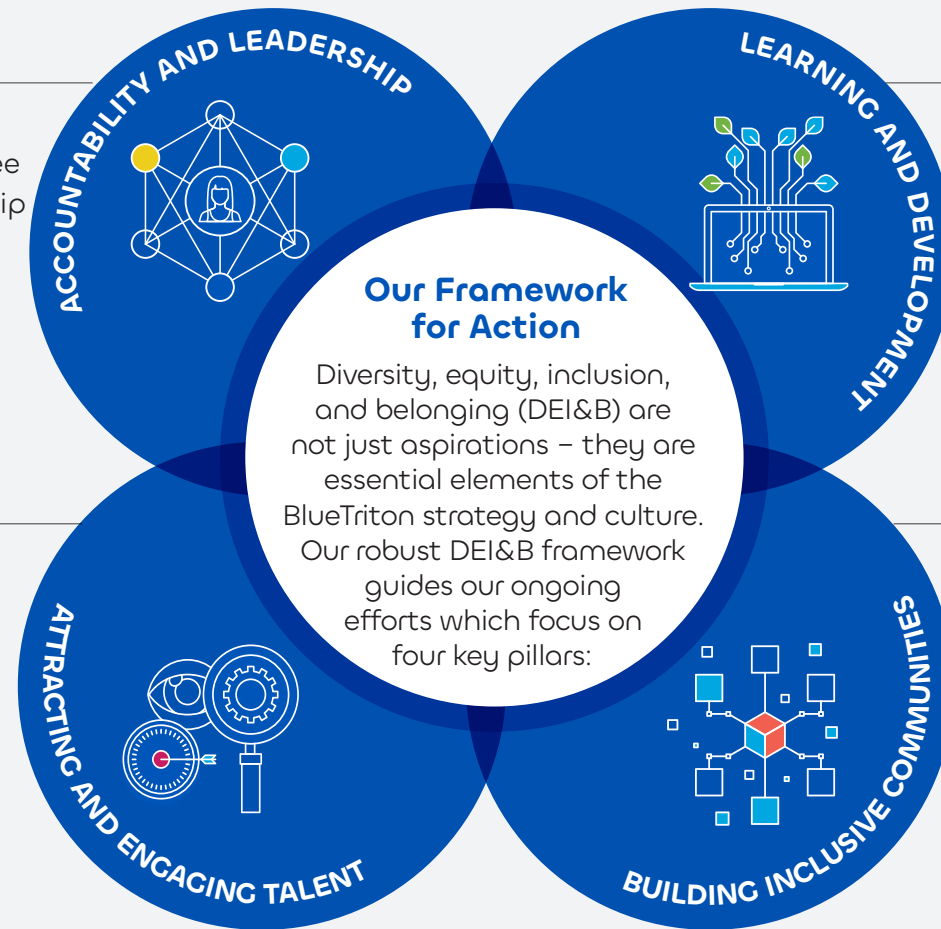 ACCOUNTABILITY AND LEADERSHIP
LEARNING AND DEVELOPMENT
Our Framework
for Action
Diversity, equity, inclusion,
and belonging (DEI&B) are
not just aspirations – they are
essential elements of the
BlueTriton strategy and culture.
Our robust DEI&B framework
guides our ongoing
efforts which focus on
four key pillars:
ATTRACTING AND ENGAGING TALENT
BUILDING INCLUSIVE COMMUNITIES